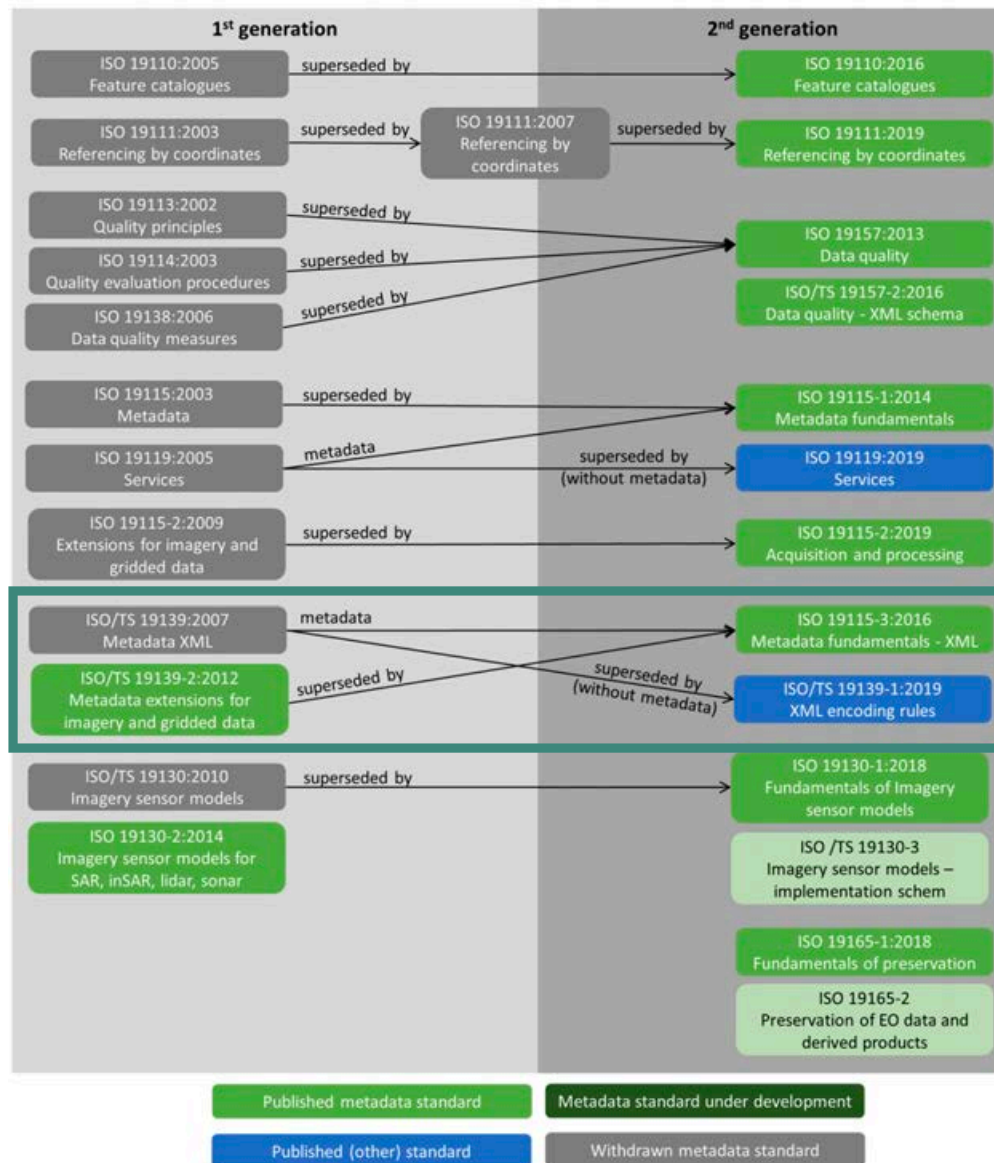 1st generation
2nd generation
ISO 19110:2005
Feature catalogues
superseded by
ISO 19110:2016
Feature catalogues
ISO 19111:2003
Referencing by coordinates
superseded by
ISO 19111:2007
Referencing by
coordinates
superseded by
ISO 19111:2019
Referencing by coordinates
ISO 19113:2002
Quality principles
superseded by
ISO 19114:2003
Quality evaluation procedures
superseded by
ISO 19138:2006
Data quality measures
superseded by
ISO 19157:2013
Data quality
ISO/TS 19157-2:2016
Data quality - XML schema
ISO 19115:2003
Metadata
superseded by
ISO 19115-1:2014
Metadata fundamentals
ISO 19119:2005
Services
metadata
superseded by
(without metadata)
ISO 19119:2019
Services
ISO 19115-2:2009
Extensions for imagery and
gridded data
superseded by
ISO 19115-2:2019
Acquisition and processing
ISO/TS 19139:2007
Metadata XML
metadata
ISO 19115-3:2016
Metadata fundamentals - XML
ISO/TS 19139-2:2012
Metadata extensions for
imagery and gridded data
superseded by
superseded by
(without metadata)
ISO/TS 19139-1:2019
XML encoding rules
ISO/TS 19130:2010
Imagery sensor models
superseded by
ISO 19130-1:2018
Fundamentals of Imagery
sensor models
ISO 19130-2:2014
Imagery sensor models for
SAR, inSAR, lidar, sonar
ISO /TS 19130-3
Imagery sensor models –
implementation schem
ISO 19165-1:2018
Fundamentals of preservation
ISO 19165-2
Preservation of EO data and
derived products
Published metadata standard
Metadata standard under development
Published (other) standard
Withdrawn metadata standard